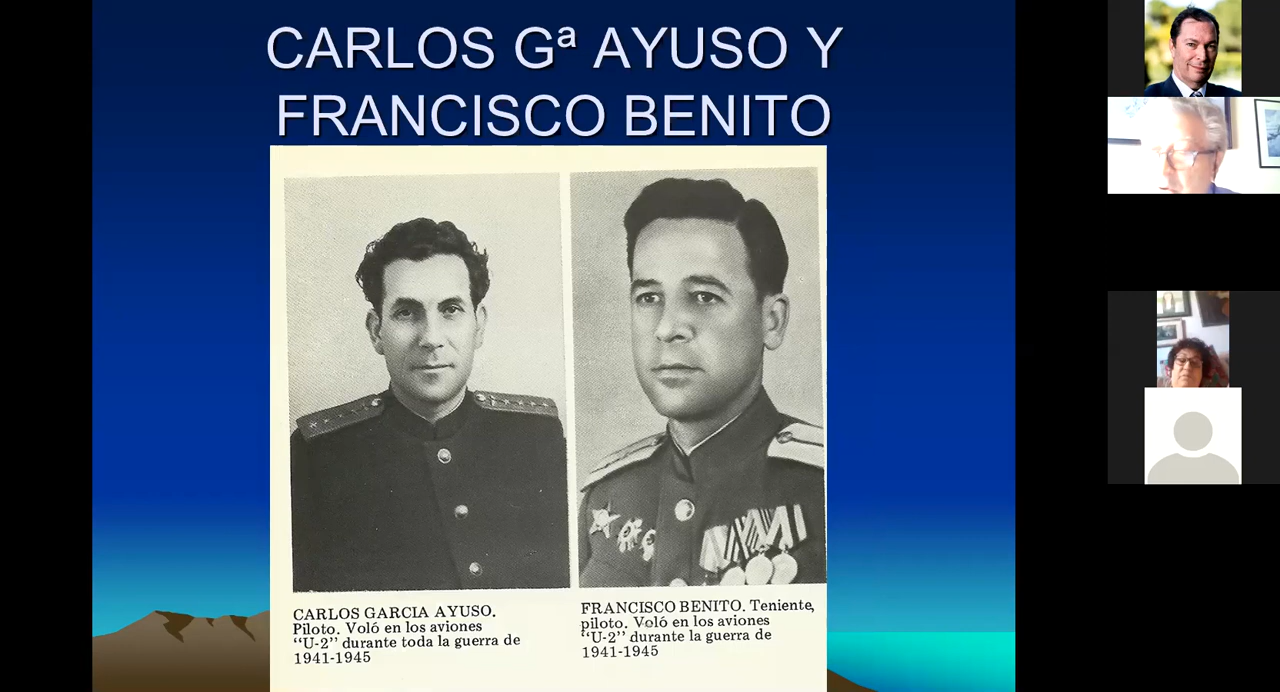 CARLOS Gª AYUSO Y
FRANCISCO BENITO
CARLOS GARCIA AYUSO.
Piloto. Voló en los aviones
“U-2” durante toda la guerra de
1941-1945
FRANCISCO BENITO. Teniente,
piloto. Voló en los aviones
“U-2” durante la guerra de
1941-1945